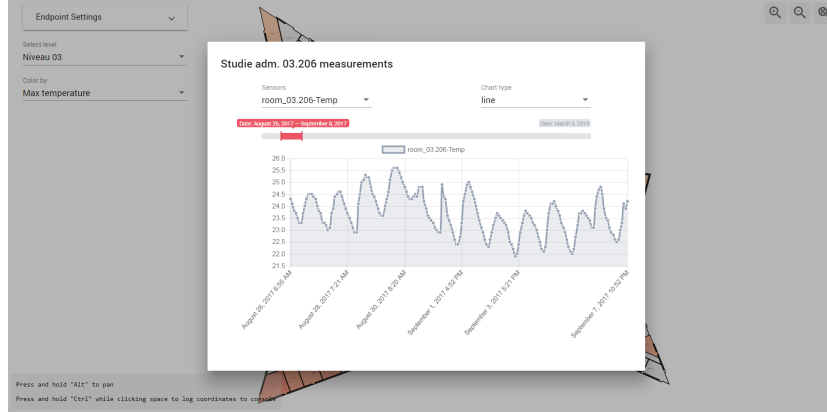 Endpoint Settings
Select level
Niveau 03
Color by
Max temperature
Studie adm. 03.206 measurements
Sensors
room_03.206-Temp
Chart type
line
Date: August 26, 2017 — September 8, 2017
Date: March 3, 2018
room_03.206-Temp
26.0
25.5
25.0
24.5
24.0
23.5
23.0
22.5
22.0
21.5
August 26, 2017 6:55 AM
August 28, 2017 7:21 AM
August 30, 2017 8:20 AM
September 1, 2017 4:52 PM
September 3, 2017 5:21 PM
September 7, 2017 10:52 PM
Press and hold "Alt" to pan
Press and hold "Ctrl" while clicking space to log coordinates to console